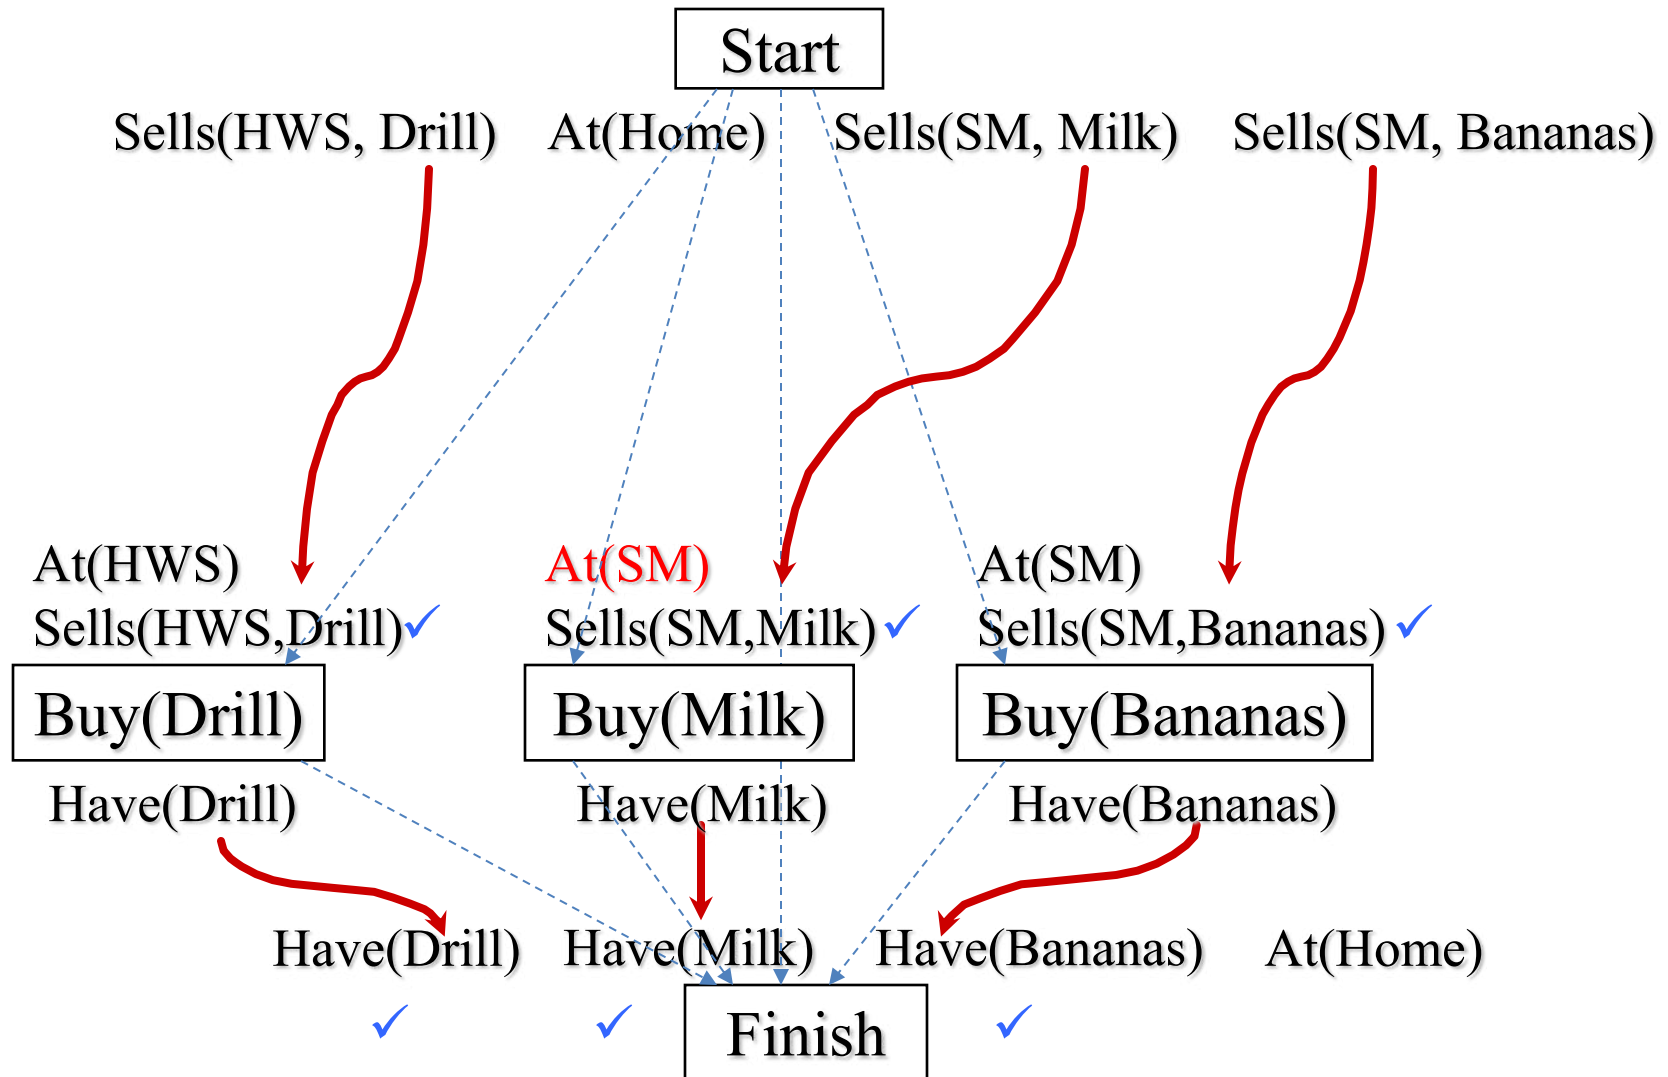 Start
Sells(HWS, Drill) At(Home) Sells(SM, Milk) Sells(SM, Bananas)
At(HWS) At(SM) At(SM)
Sells(HWS,Drill) Sells(SM,Milk) Sells(SM,Bananas)
Buy(Drill) Buy(Milk) Buy(Bananas)
Have(Drill) Have(Milk) Have(Bananas)
Have(Drill) Have(Milk) Have(Bananas) At(Home)
Finish